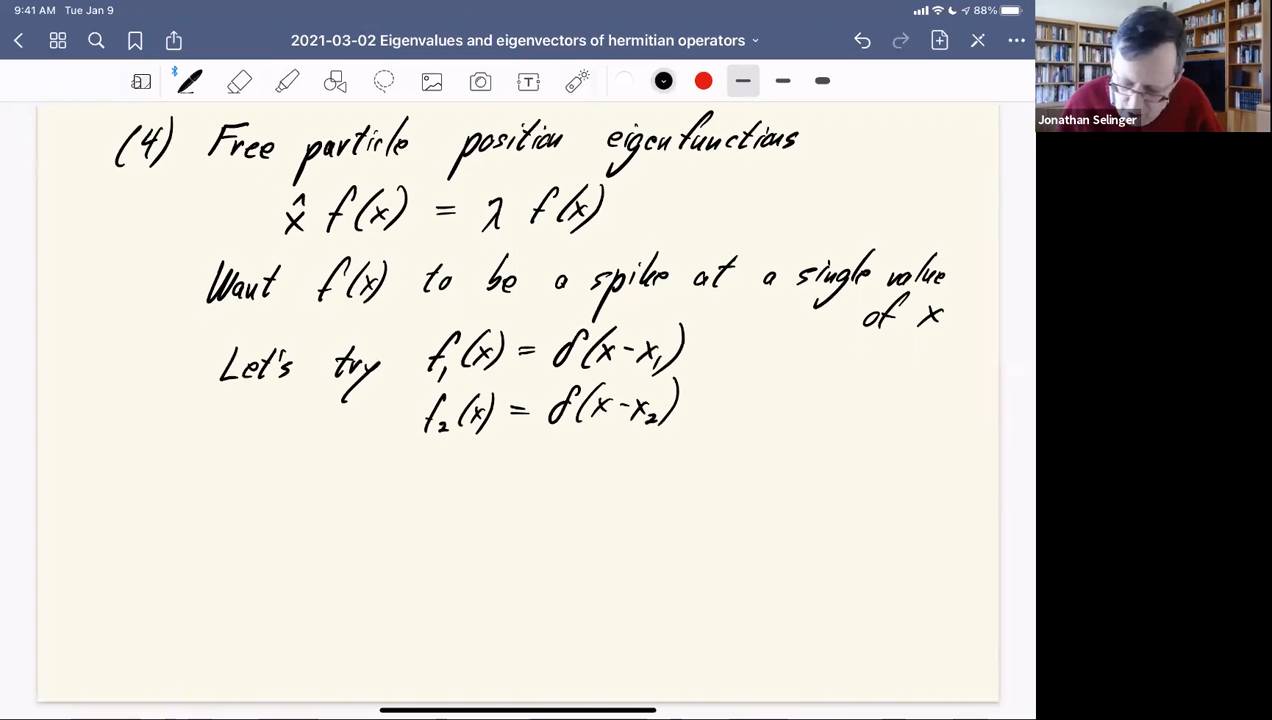 9:41 AM Tue Jan 9
88%
2021-03-02 Eigenvalues and eigenvectors of hermitian operators
Jonathan Selinger
(4) Free particle position eigenfunctions
x̂ f(x) = λ f(x)
Want f(x) to be a spike at a single value
of x
Let's try f₁(x) = δ(x-x₁)
f₂(x) = δ(x-x₂)